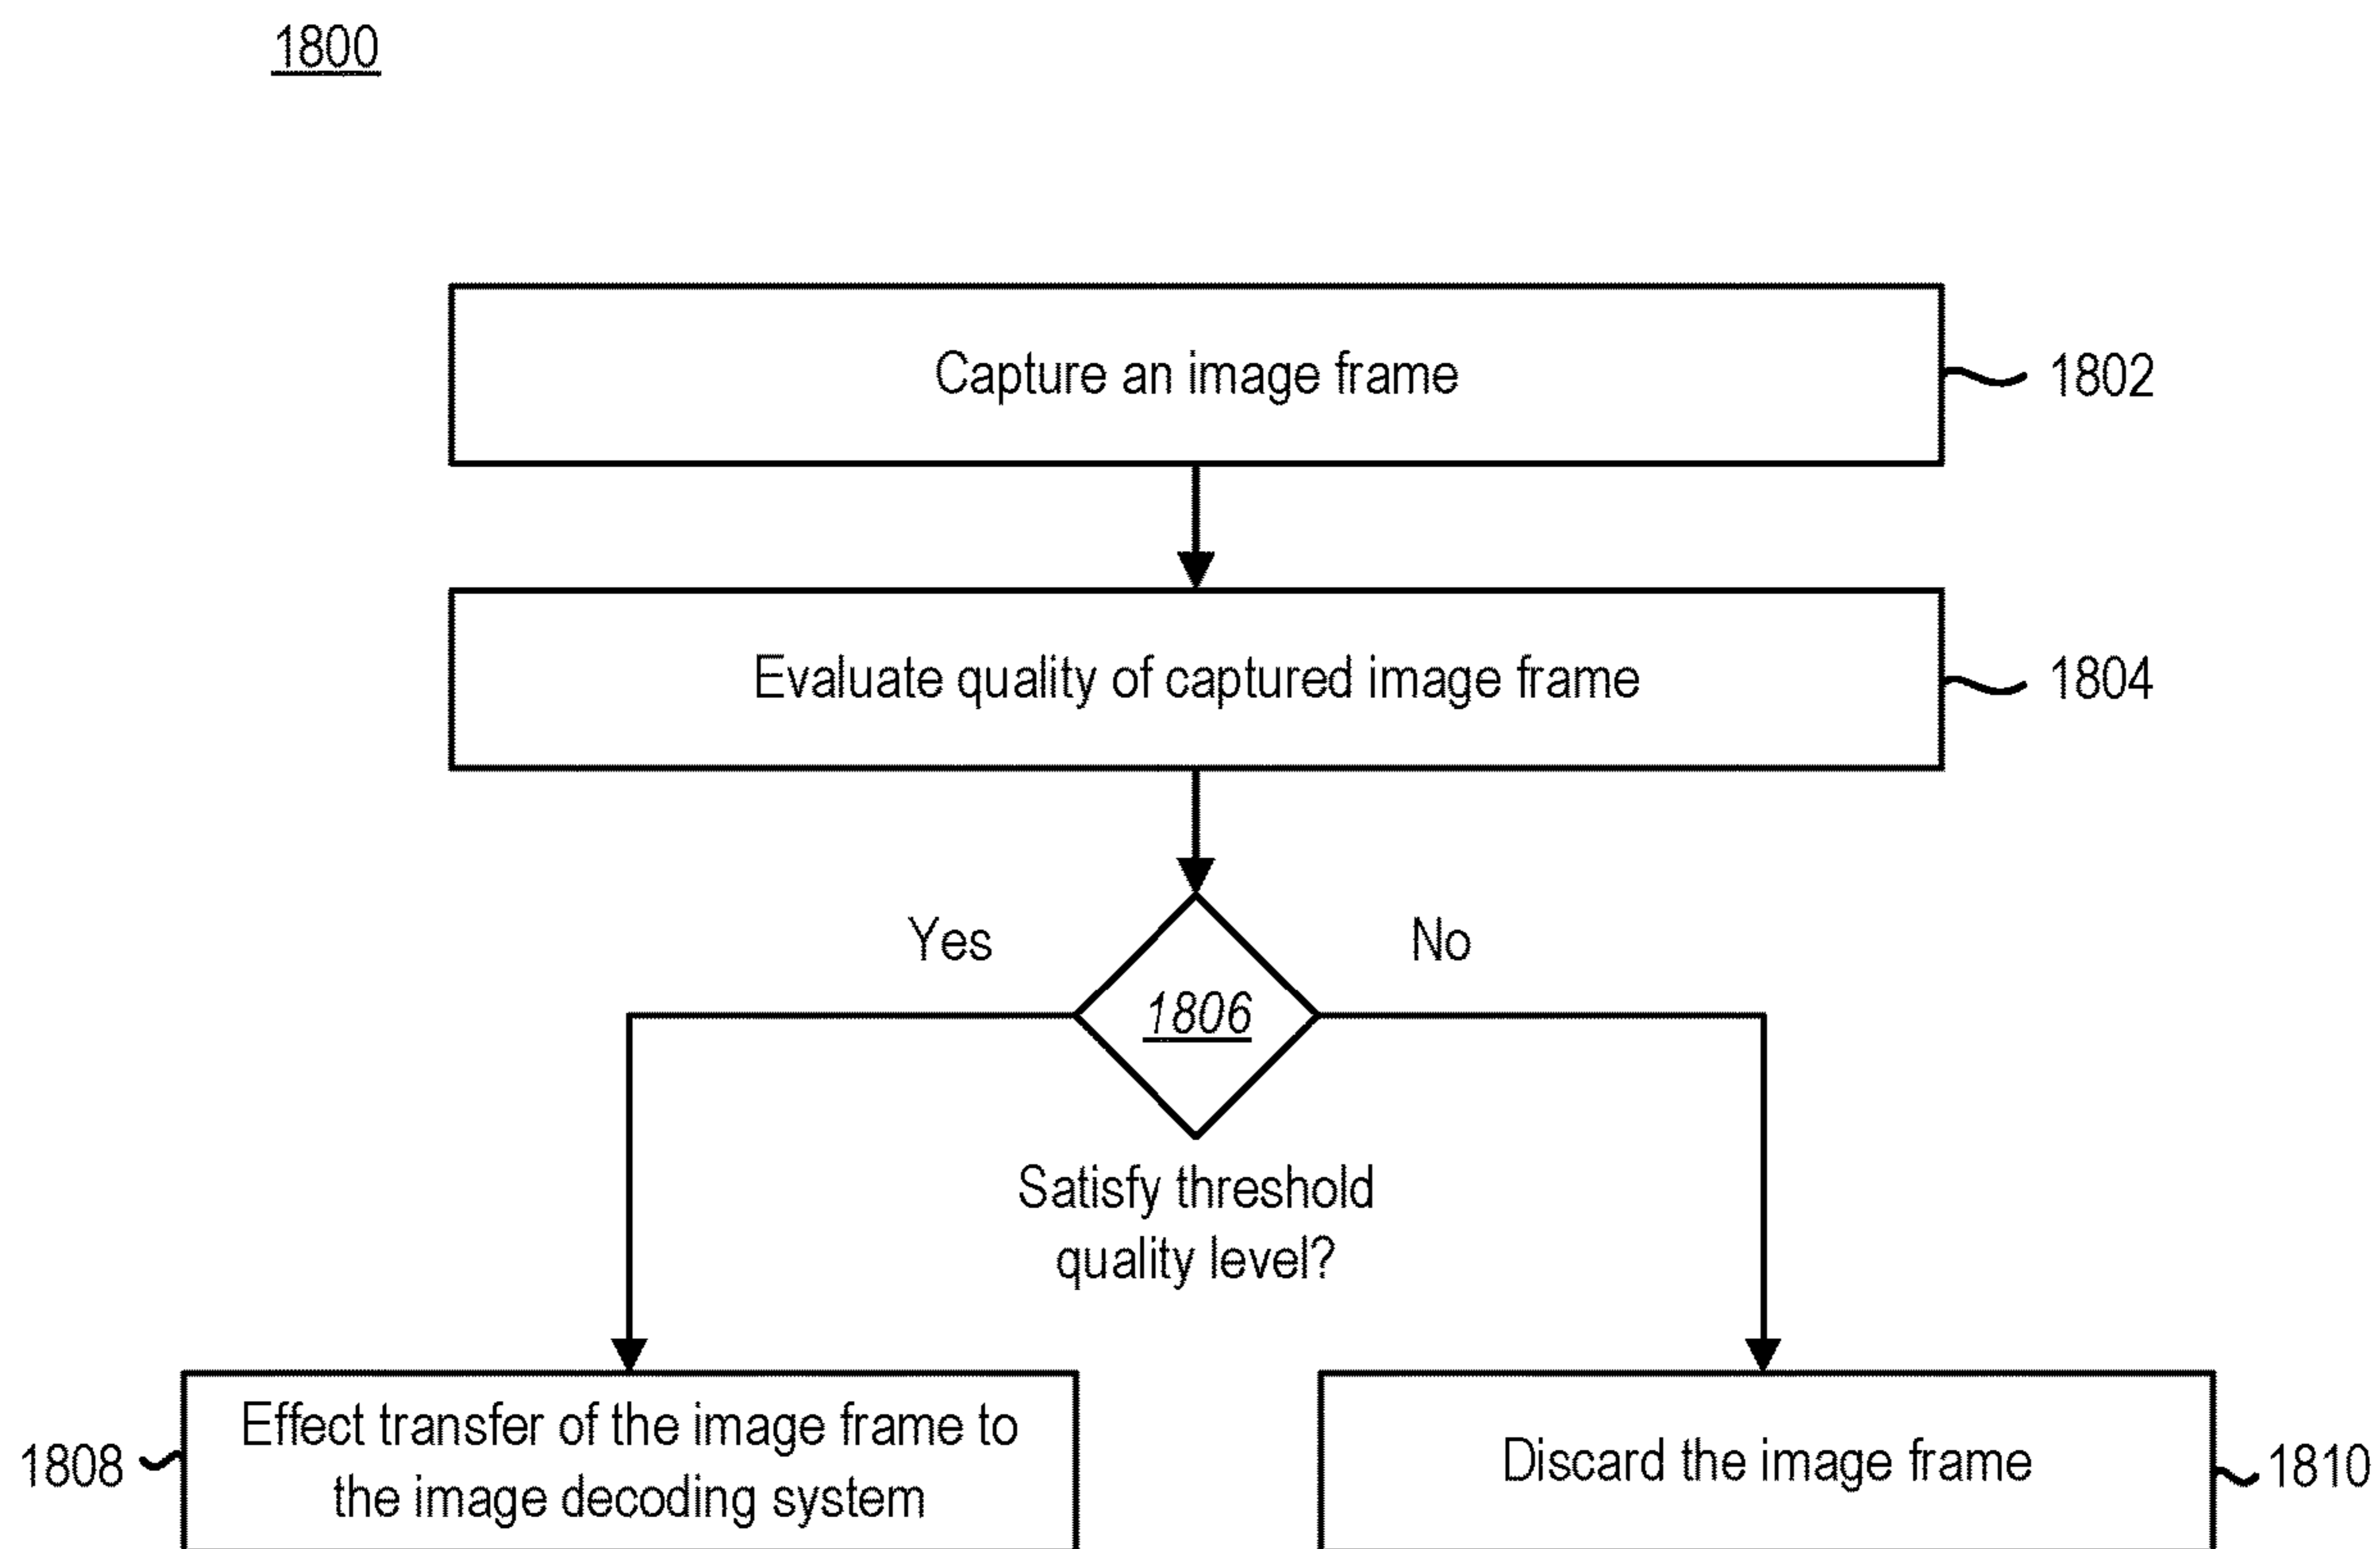 1800
Capture an image frame
1802
Evaluate quality of captured image frame
1804
Yes
No
1806
Satisfy threshold
quality level?
Effect transfer of the image frame to
the image decoding system
1808
Discard the image frame
1810